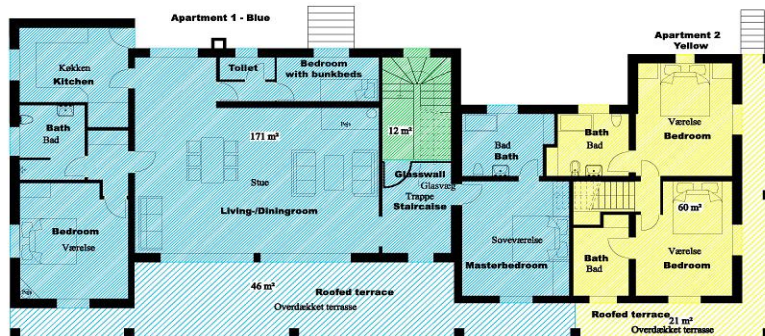 Apartment 1 - Blue
Apartment 2
Yellow
Køkken
Kitchen
Toilet
Bedroom
with bunkbeds
Pejs
Bath
Bad
171 m²
12 m²
Bad
Bath
Bath
Bad
Værelse
Bedroom
Stue
Living-/Diningroom
Glasswall
Glasvæg
Trappe
Staircaise
Bedroom
Værelse
Pejs
Soveværelse
Masterbedroom
Bath
Bad
60 m²
Værelse
Bedroom
46 m²
Roofed terrace
Overdækket terrasse
Roofed terrace
21 m²
Overdækket terrasse